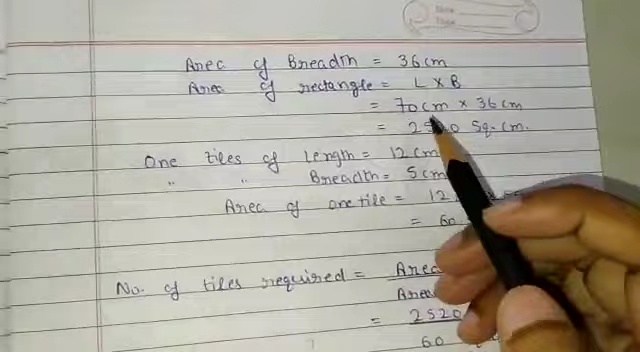 Area of Breadth = 36 cm
Area of rectangle = L x B
= 70 cm x 36 cm
= 2520 Sq. cm.
One tiles of length = 12 cm
" " Breadth = 5 cm
Area of one tile = 12
= 60
No. of tiles required = Area
Area
= 2520
60